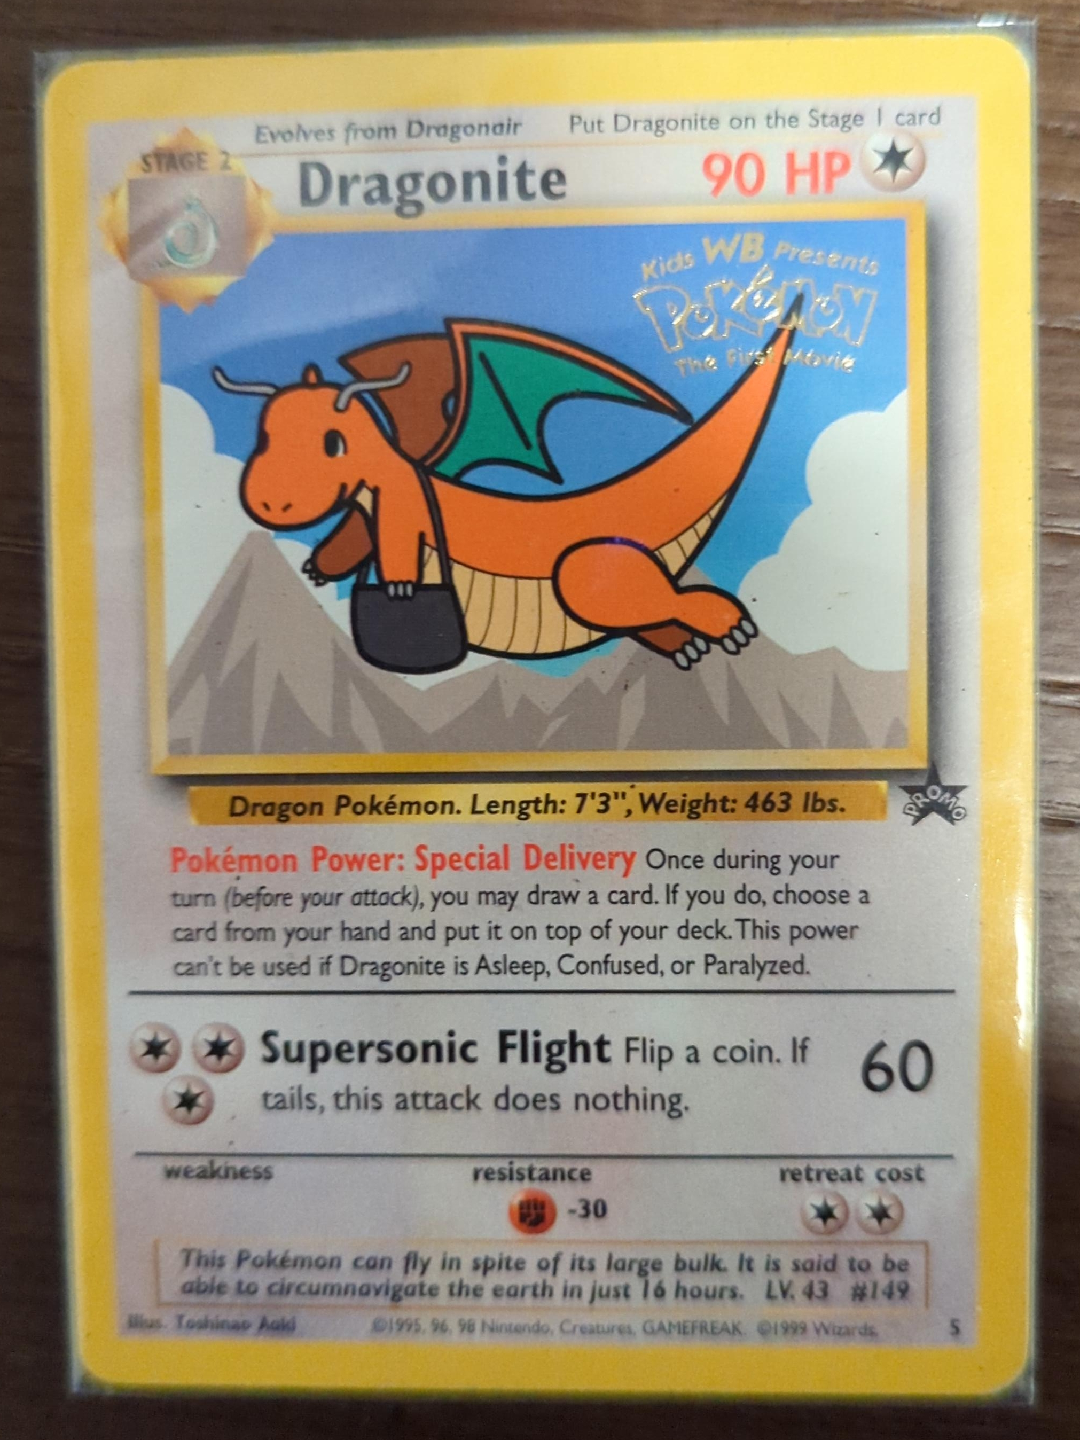 Evolves from Dragonair Put Dragonite on the Stage 1 card
STAGE 2
Dragonite 90 HP
Kids WB Presents
POKéMON
The First Movie
Dragon Pokémon. Length: 7'3", Weight: 463 lbs.
PROMO
Pokémon Power: Special Delivery Once during your
turn (before your attack), you may draw a card. If you do, choose a
card from your hand and put it on top of your deck. This power
can't be used if Dragonite is Asleep, Confused, or Paralyzed.
Supersonic Flight Flip a coin. If 60
tails, this attack does nothing.
weakness resistance retreat cost
-30
This Pokémon can fly in spite of its large bulk. It is said to be
able to circumnavigate the earth in just 16 hours. LV. 43 #149
Illus. Toshinao Aoki ©1995, 96, 98 Nintendo, Creatures, GAMEFREAK. ©1999 Wizards. 5